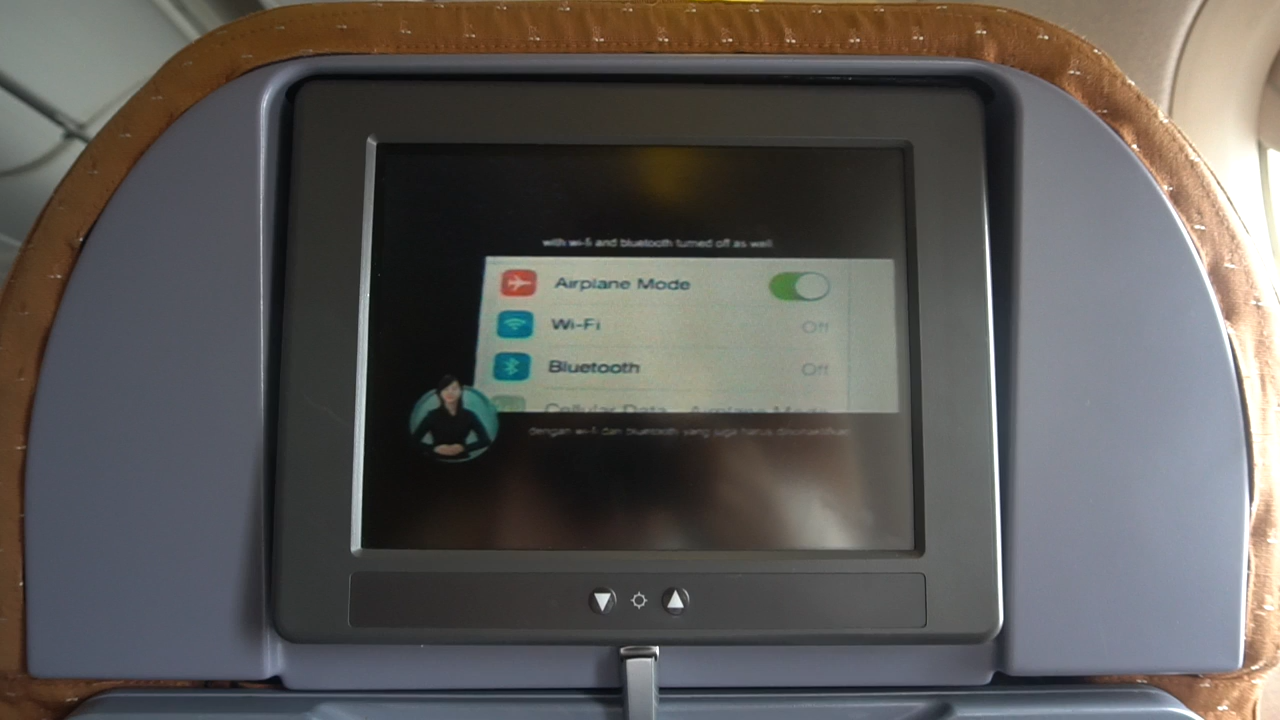 with wi-fi and bluetooth turned off as well
Airplane Mode
Wi-Fi Off
Bluetooth Off
Cellular Data Airplane Mode
dengan wi-fi dan bluetooth yang juga harus dinonaktifkan